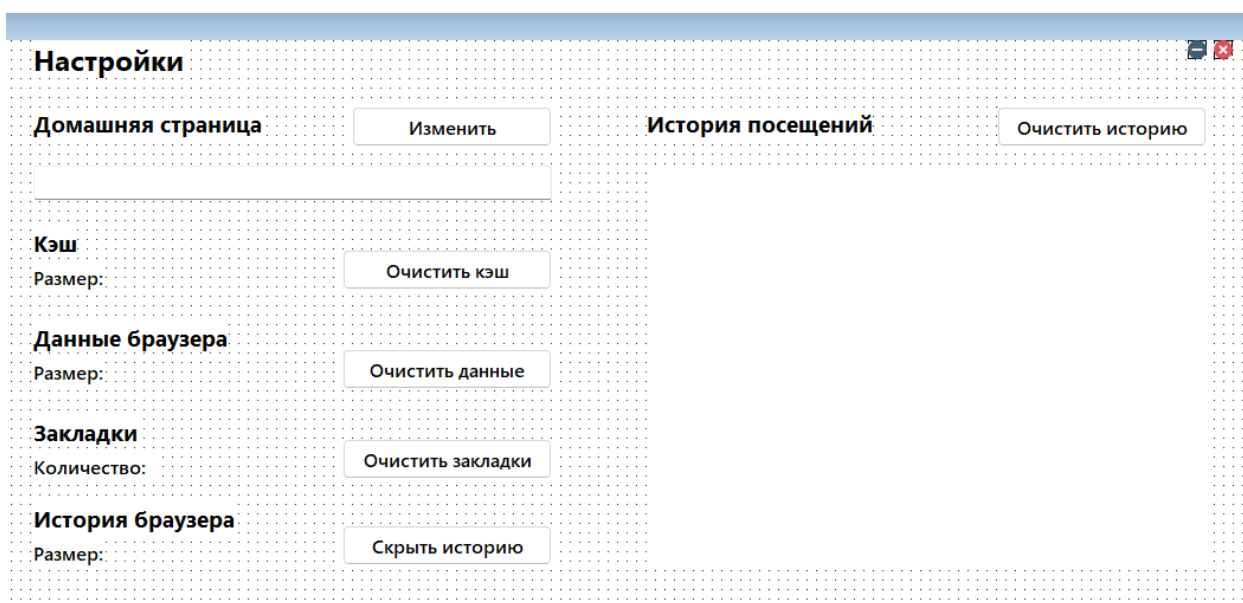 Настройки
Домашняя страница
Изменить
Кэш
Размер:
Очистить кэш
Данные браузера
Размер:
Очистить данные
Закладки
Количество:
Очистить закладки
История браузера
Размер:
Скрыть историю
История посещений
Очистить историю